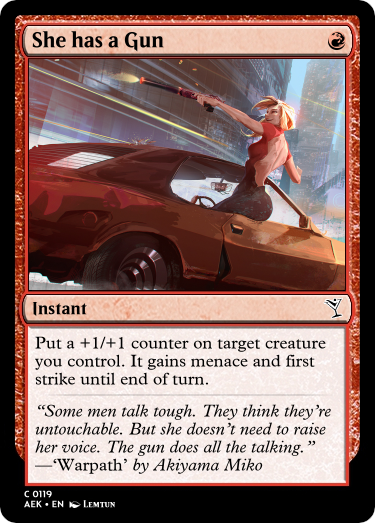 She has a Gun
Instant
Put a +1/+1 counter on target creature
you control. It gains menace and first
strike until end of turn.
“Some men talk tough. They think they’re
untouchable. But she doesn’t need to raise
her voice. The gun does all the talking.”
—‘Warpath’ by Akiyama Miko
C 0119
AEK • EN Lemtun